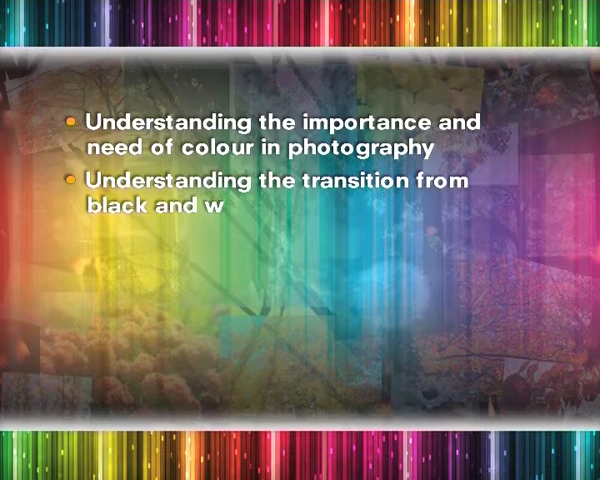 • Understanding the importance and
need of colour in photography
• Understanding the transition from
black and w